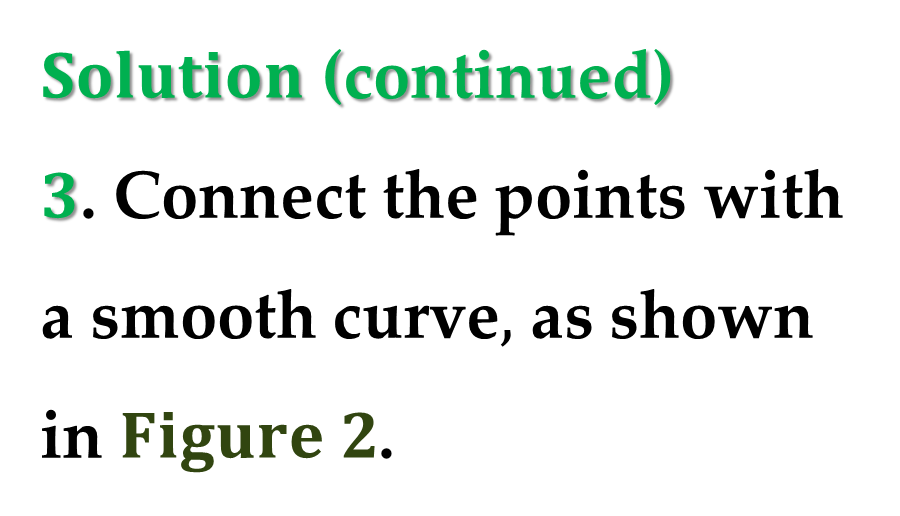 Solution (continued)
3. Connect the points with
a smooth curve, as shown
in Figure 2.